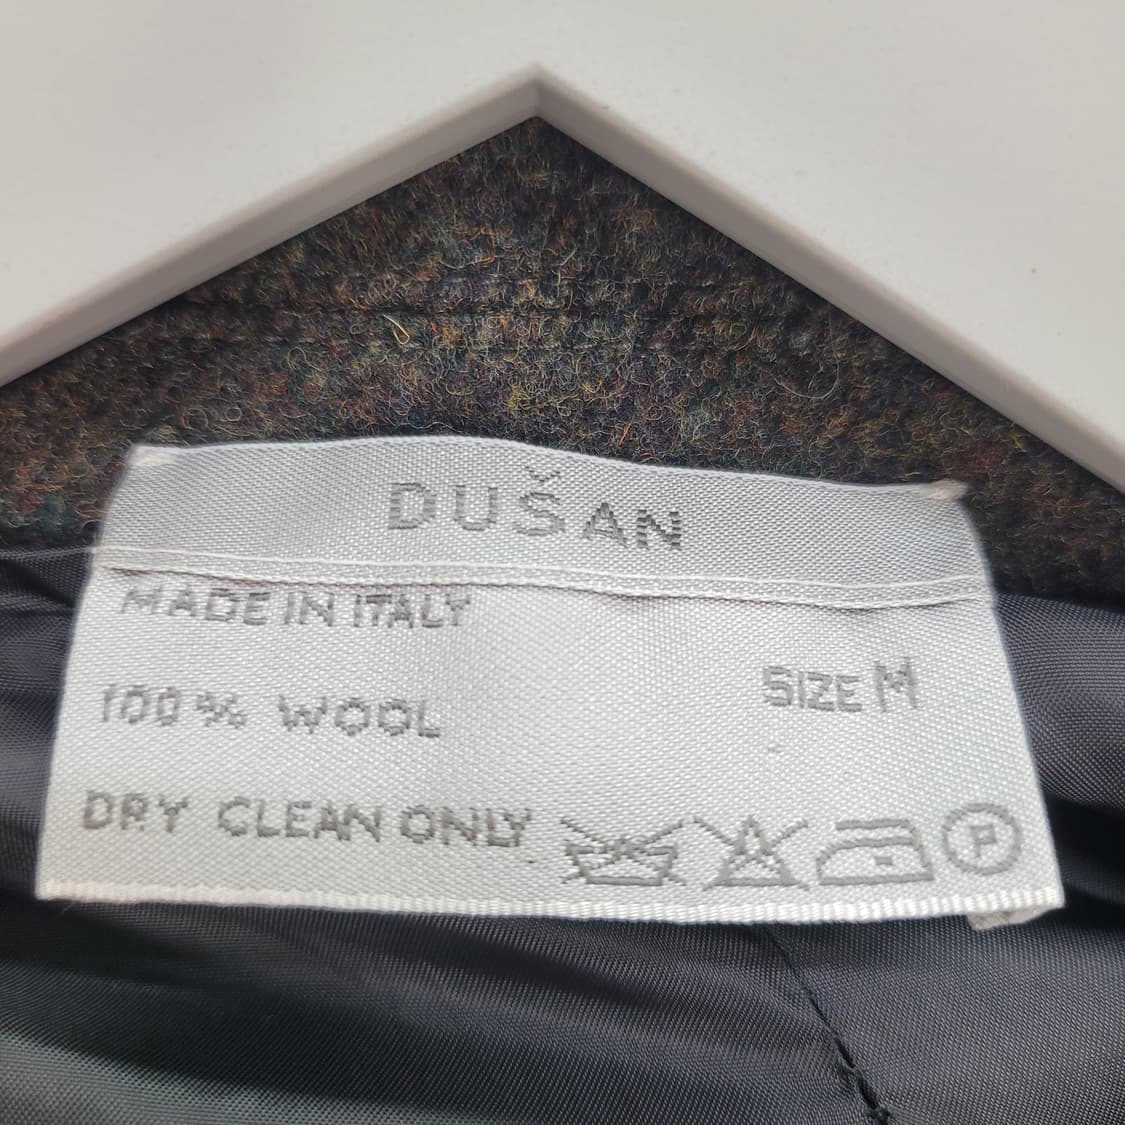 DUŠAN
MADE IN ITALY
100% WOOL
SIZE M
DRY CLEAN ONLY
P